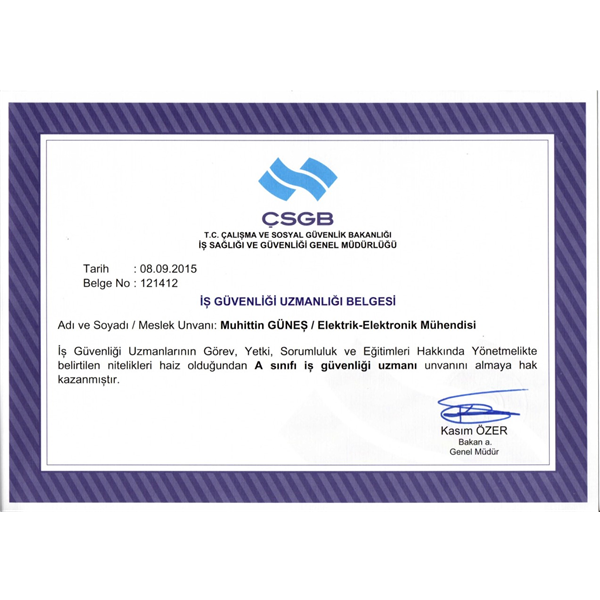 ÇSGB
T.C. ÇALIŞMA VE SOSYAL GÜVENLİK BAKANLIĞI
İŞ SAĞLIĞI VE GÜVENLİĞİ GENEL MÜDÜRLÜĞÜ
Tarih : 08.09.2015
Belge No : 121412
İŞ GÜVENLİĞİ UZMANLIĞI BELGESİ
Adı ve Soyadı / Meslek Unvanı: Muhittin GÜNEŞ / Elektrik-Elektronik Mühendisi
İş Güvenliği Uzmanlarının Görev, Yetki, Sorumluluk ve Eğitimleri Hakkında Yönetmelikte
belirtilen nitelikleri haiz olduğundan A sınıfı iş güvenliği uzmanı unvanını almaya hak
kazanmıştır.
Kasım ÖZER
Bakan a.
Genel Müdür